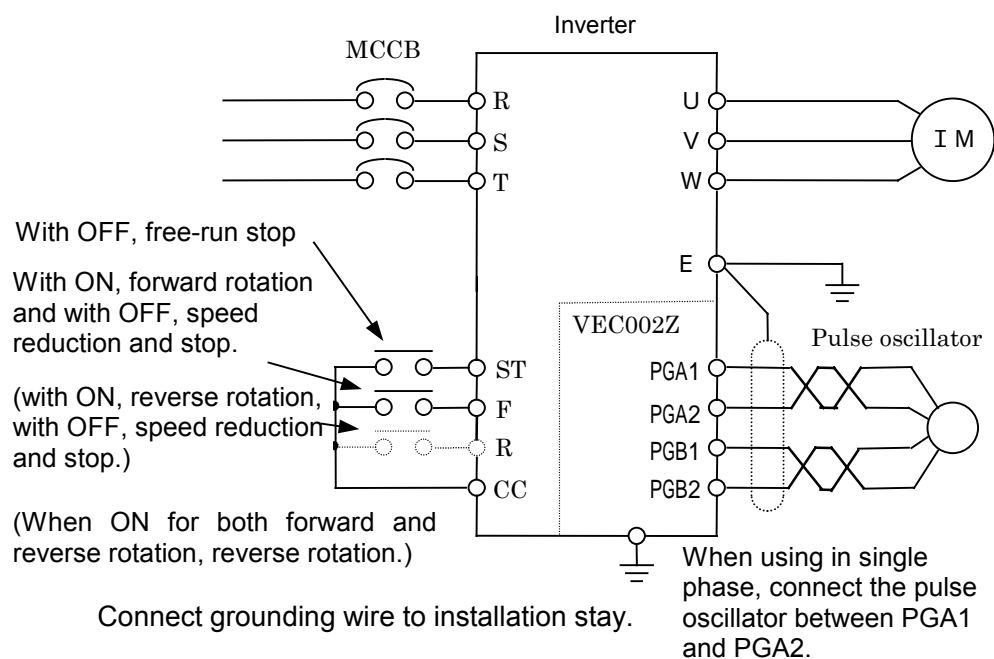 Inverter
MCCB
R
S
T
U
V
W
I M
E
With OFF, free-run stop
With ON, forward rotation
and with OFF, speed
reduction and stop.
(with ON, reverse rotation,
with OFF, speed reduction
and stop.)
(When ON for both forward and
reverse rotation, reverse rotation.)
ST
F
R
CC
VEC002Z
Pulse oscillator
PGA1
PGA2
PGB1
PGB2
When using in single
phase, connect the pulse
oscillator between PGA1
and PGA2.
Connect grounding wire to installation stay.